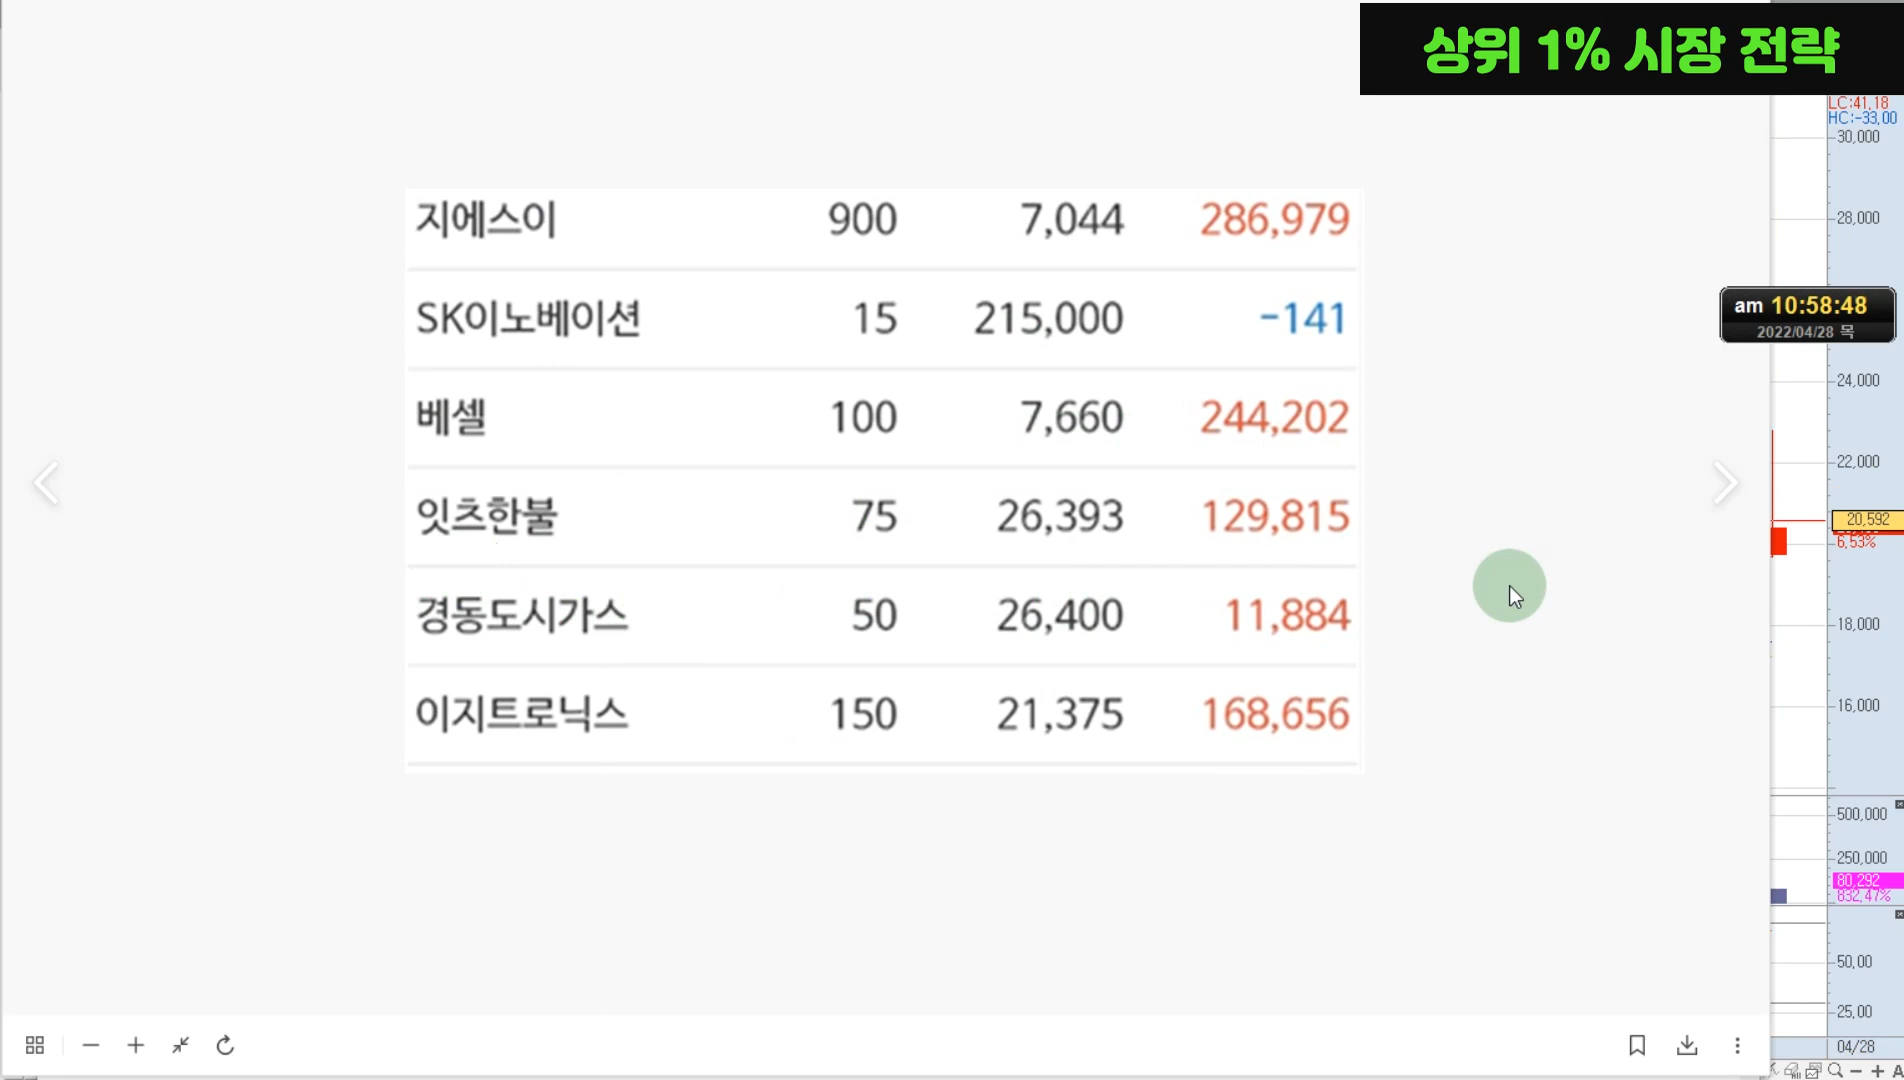 상위 1% 시장 전략
LC:41,18
HC:-33,00
30,000
28,000
am 10:58:48
2022/04/28 목
24,000
22,000
20,592
6,53%
18,000
16,000
500,000
250,000
80,292
832,47%
50,00
25,00
04/28
지에스이 900 7,044 286,979
SK이노베이션 15 215,000 -141
베셀 100 7,660 244,202
잇츠한불 75 26,393 129,815
경동도시가스 50 26,400 11,884
이지트로닉스 150 21,375 168,656